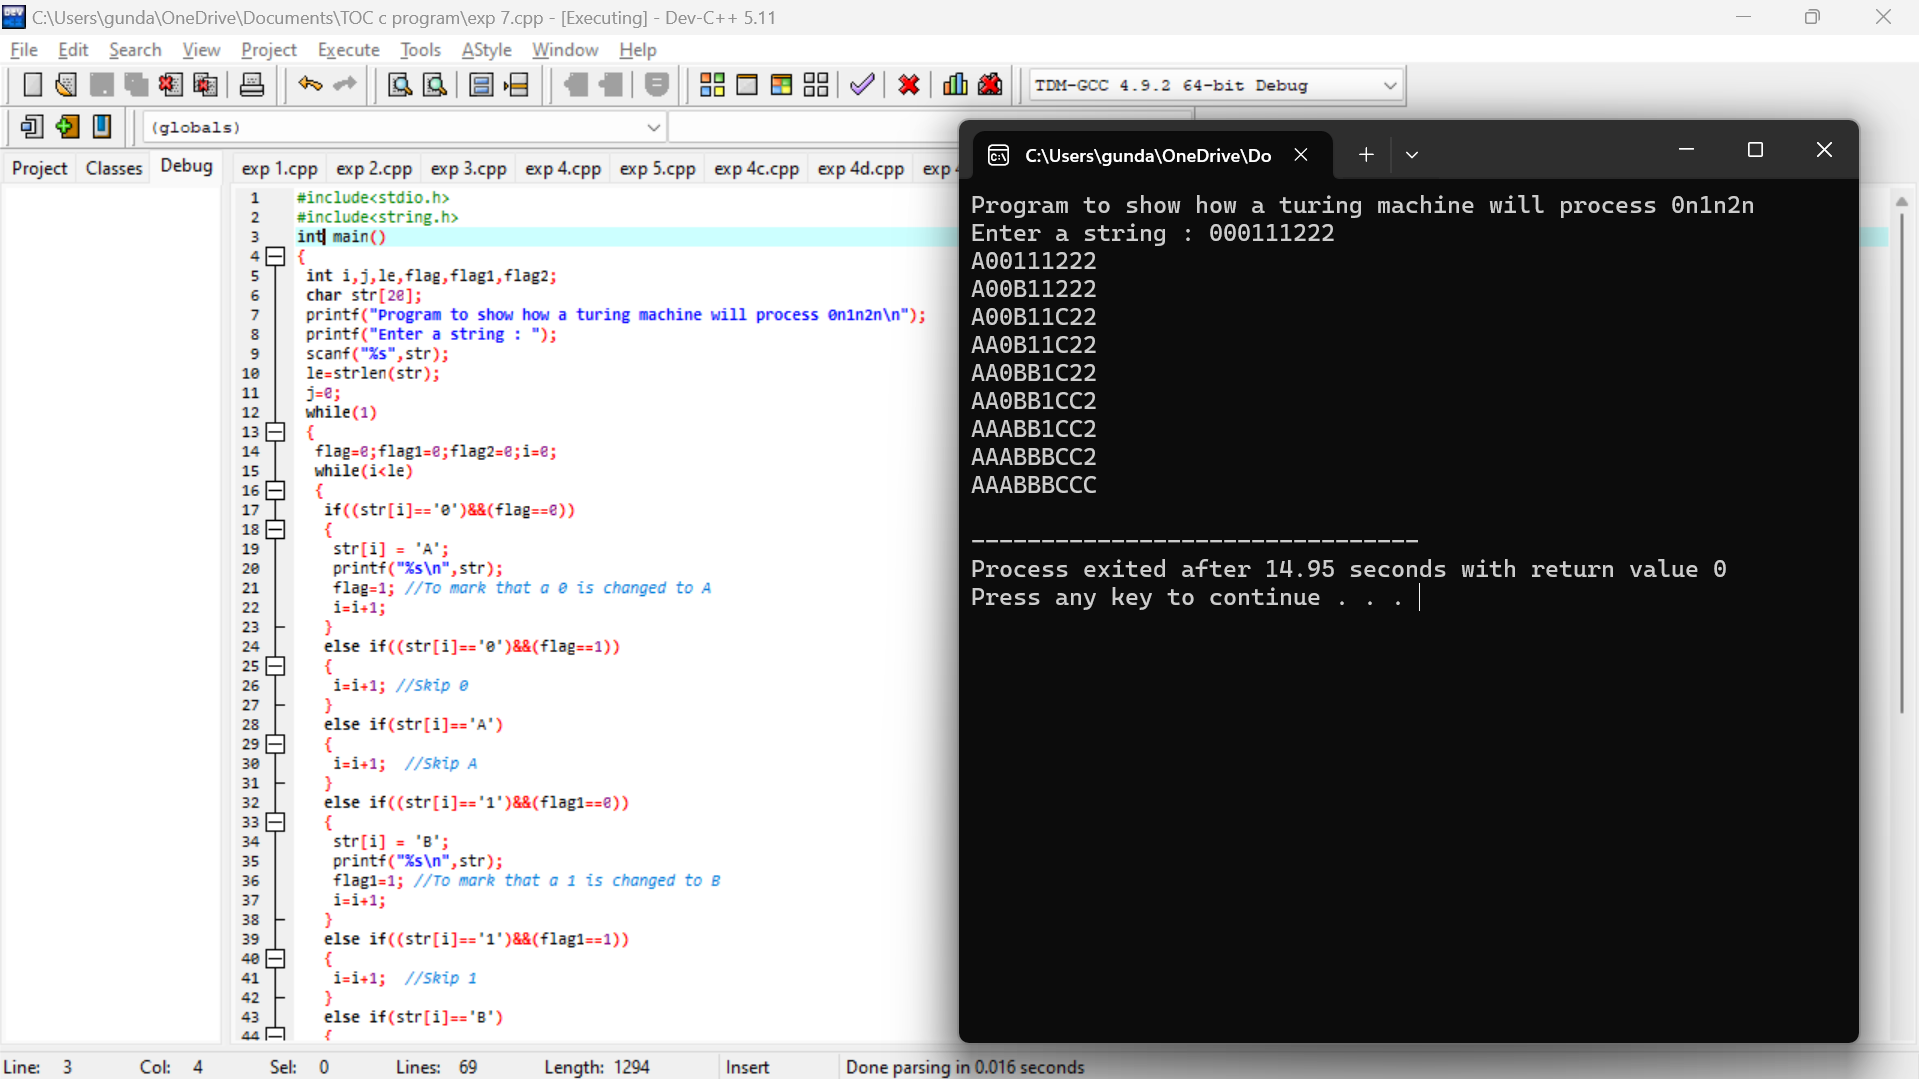 C:\Users\gunda\OneDrive\Documents\TOC c program\exp 7.cpp - [Executing] - Dev-C++ 5.11
File Edit Search View Project Execute Tools AStyle Window Help
TDM-GCC 4.9.2 64-bit Debug
(globals)
Project Classes Debug
exp 1.cpp exp 2.cpp exp 3.cpp exp 4.cpp exp 5.cpp exp 4c.cpp exp 4d.cpp exp 4
1 #include<stdio.h>
2 #include<string.h>
3 int main()
4 {
5 int i,j,le,flag,flag1,flag2;
6 char str[20];
7 printf("Program to show how a turing machine will process 0n1n2n\n");
8 printf("Enter a string : ");
9 scanf("%s",str);
10 le=strlen(str);
11 j=0;
12 while(1)
13 {
14 flag=0;flag1=0;flag2=0;i=0;
15 while(i<le)
16 {
17 if((str[i]=='0')&&(flag==0))
18 {
19 str[i] = 'A';
20 printf("%s\n",str);
21 flag=1; //To mark that a 0 is changed to A
22 i=i+1;
23 }
24 else if((str[i]=='0')&&(flag==1))
25 {
26 i=i+1; //Skip 0
27 }
28 else if(str[i]=='A')
29 {
30 i=i+1; //Skip A
31 }
32 else if((str[i]=='1')&&(flag1==0))
33 {
34 str[i] = 'B';
35 printf("%s\n",str);
36 flag1=1; //To mark that a 1 is changed to B
37 i=i+1;
38 }
39 else if((str[i]=='1')&&(flag1==1))
40 {
41 i=i+1; //Skip 1
42 }
43 else if(str[i]=='B')
44 {
C:\Users\gunda\OneDrive\Do
Program to show how a turing machine will process 0n1n2n
Enter a string : 000111222
A00111222
A00B11222
A00B11C22
AA0B11C22
AA0BB1C22
AA0BB1CC2
AAABB1CC2
AAABBBCC2
AAABBBCCC
--------------------------------
Process exited after 14.95 seconds with return value 0
Press any key to continue . . .
Line: 3 Col: 4 Sel: 0 Lines: 69 Length: 1294 Insert Done parsing in 0.016 seconds